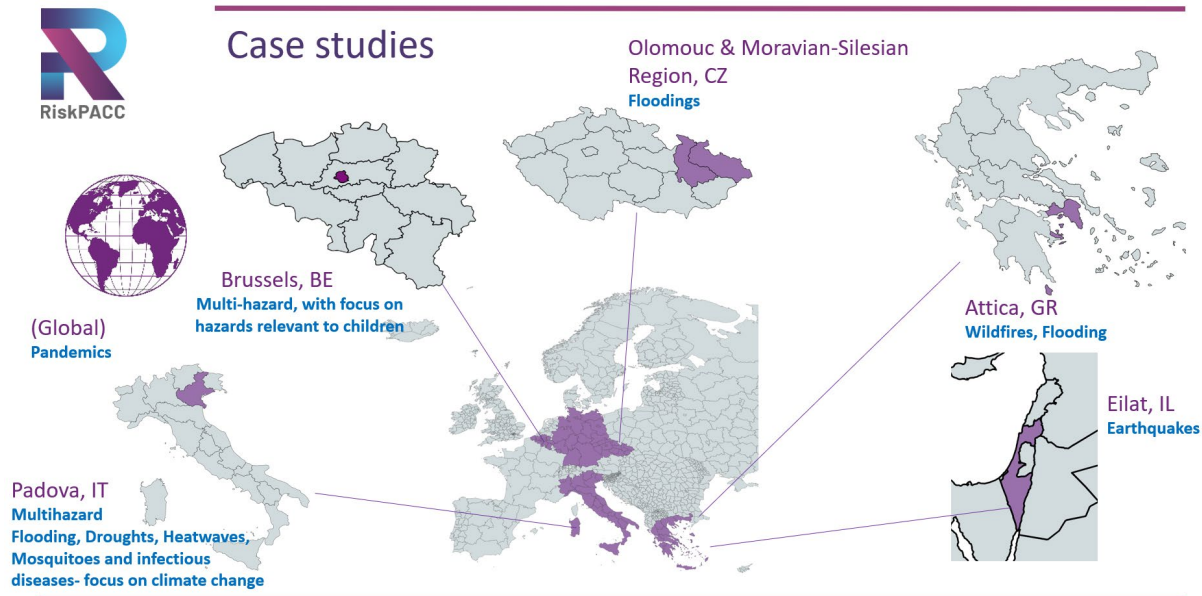 RiskPACC
Case studies
Olomouc & Moravian-Silesian
Region, CZ
Floodings
Brussels, BE
Multi-hazard, with focus on
hazards relevant to children
(Global)
Pandemics
Attica, GR
Wildfires, Flooding
Eilat, IL
Earthquakes
Padova, IT
Multihazard
Flooding, Droughts, Heatwaves,
Mosquitoes and infectious
diseases- focus on climate change